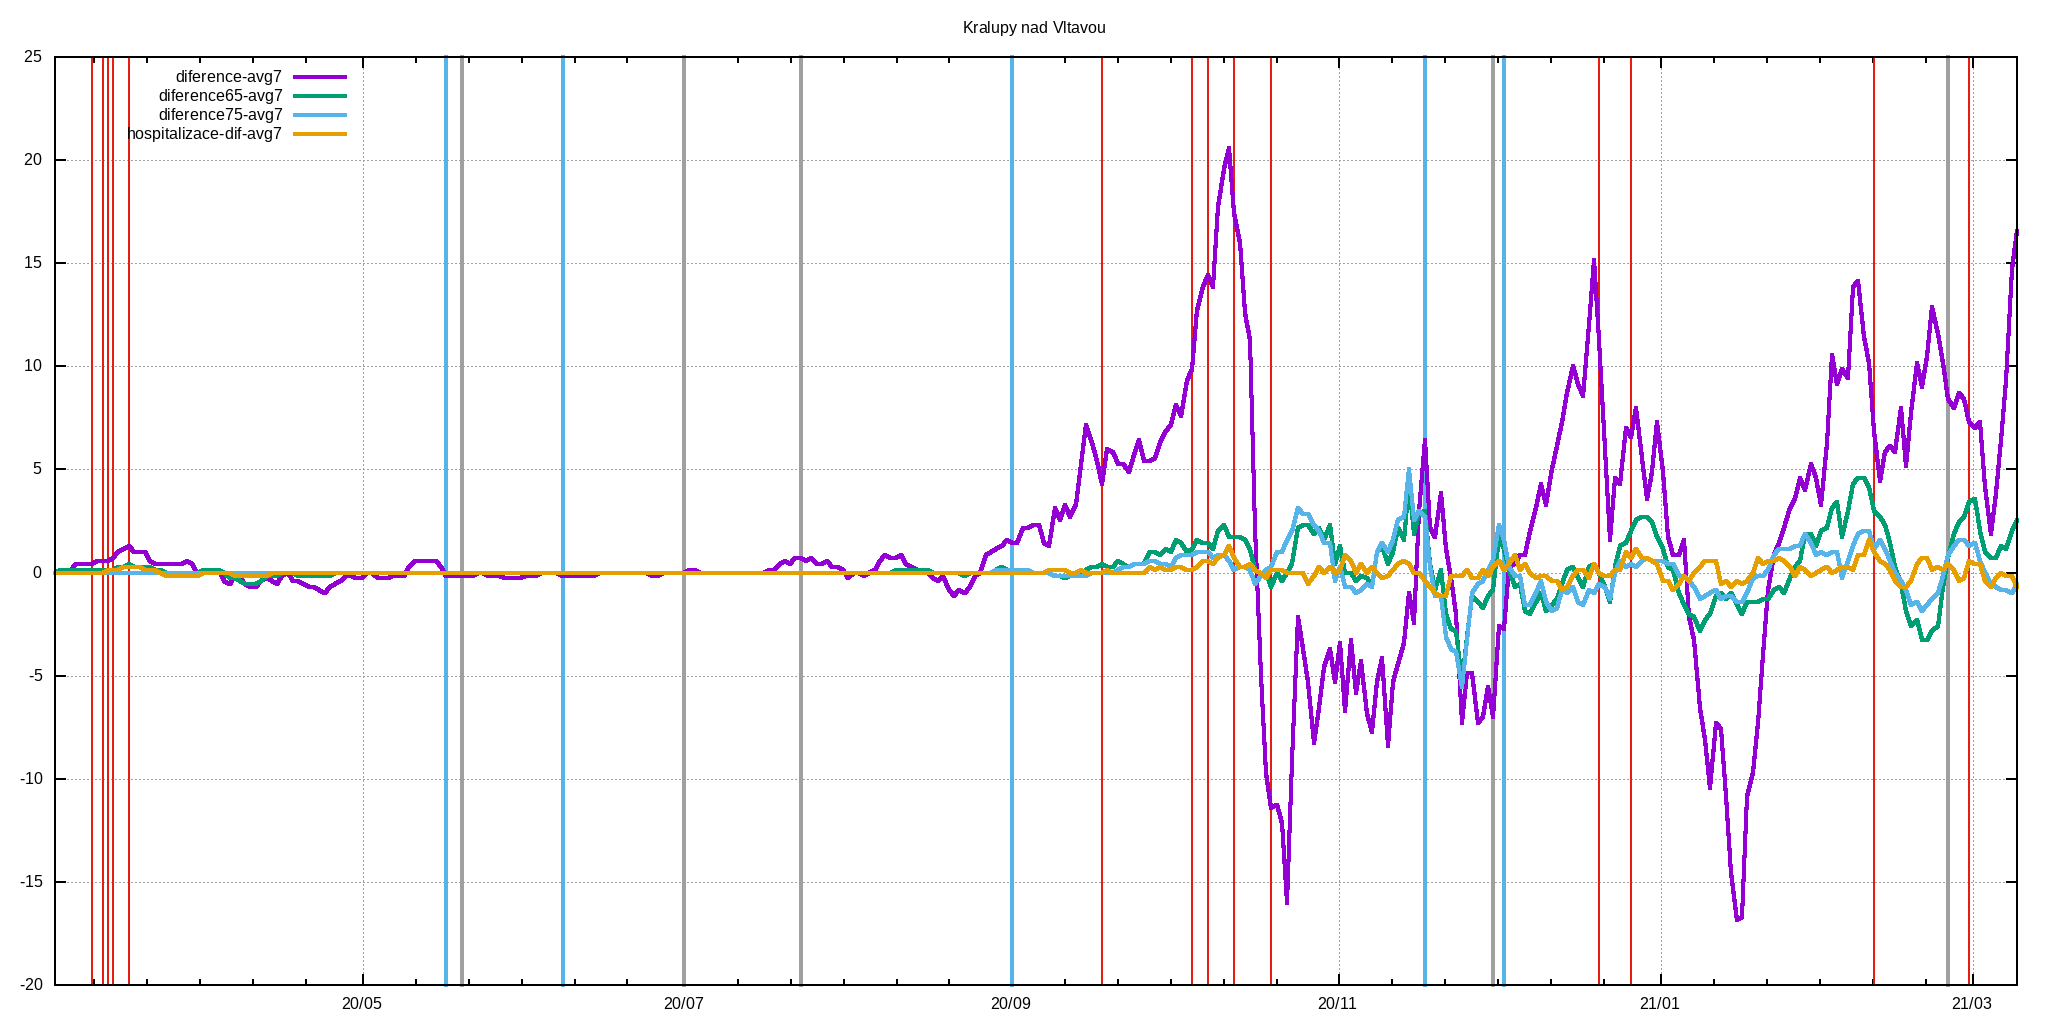 Kralupy nad Vltavou
25
20
15
10
5
0
-5
-10
-15
-20
diference-avg7
diference65-avg7
diference75-avg7
hospitalizace-dif-avg7
20/05 20/07 20/09 20/11 21/01 21/03